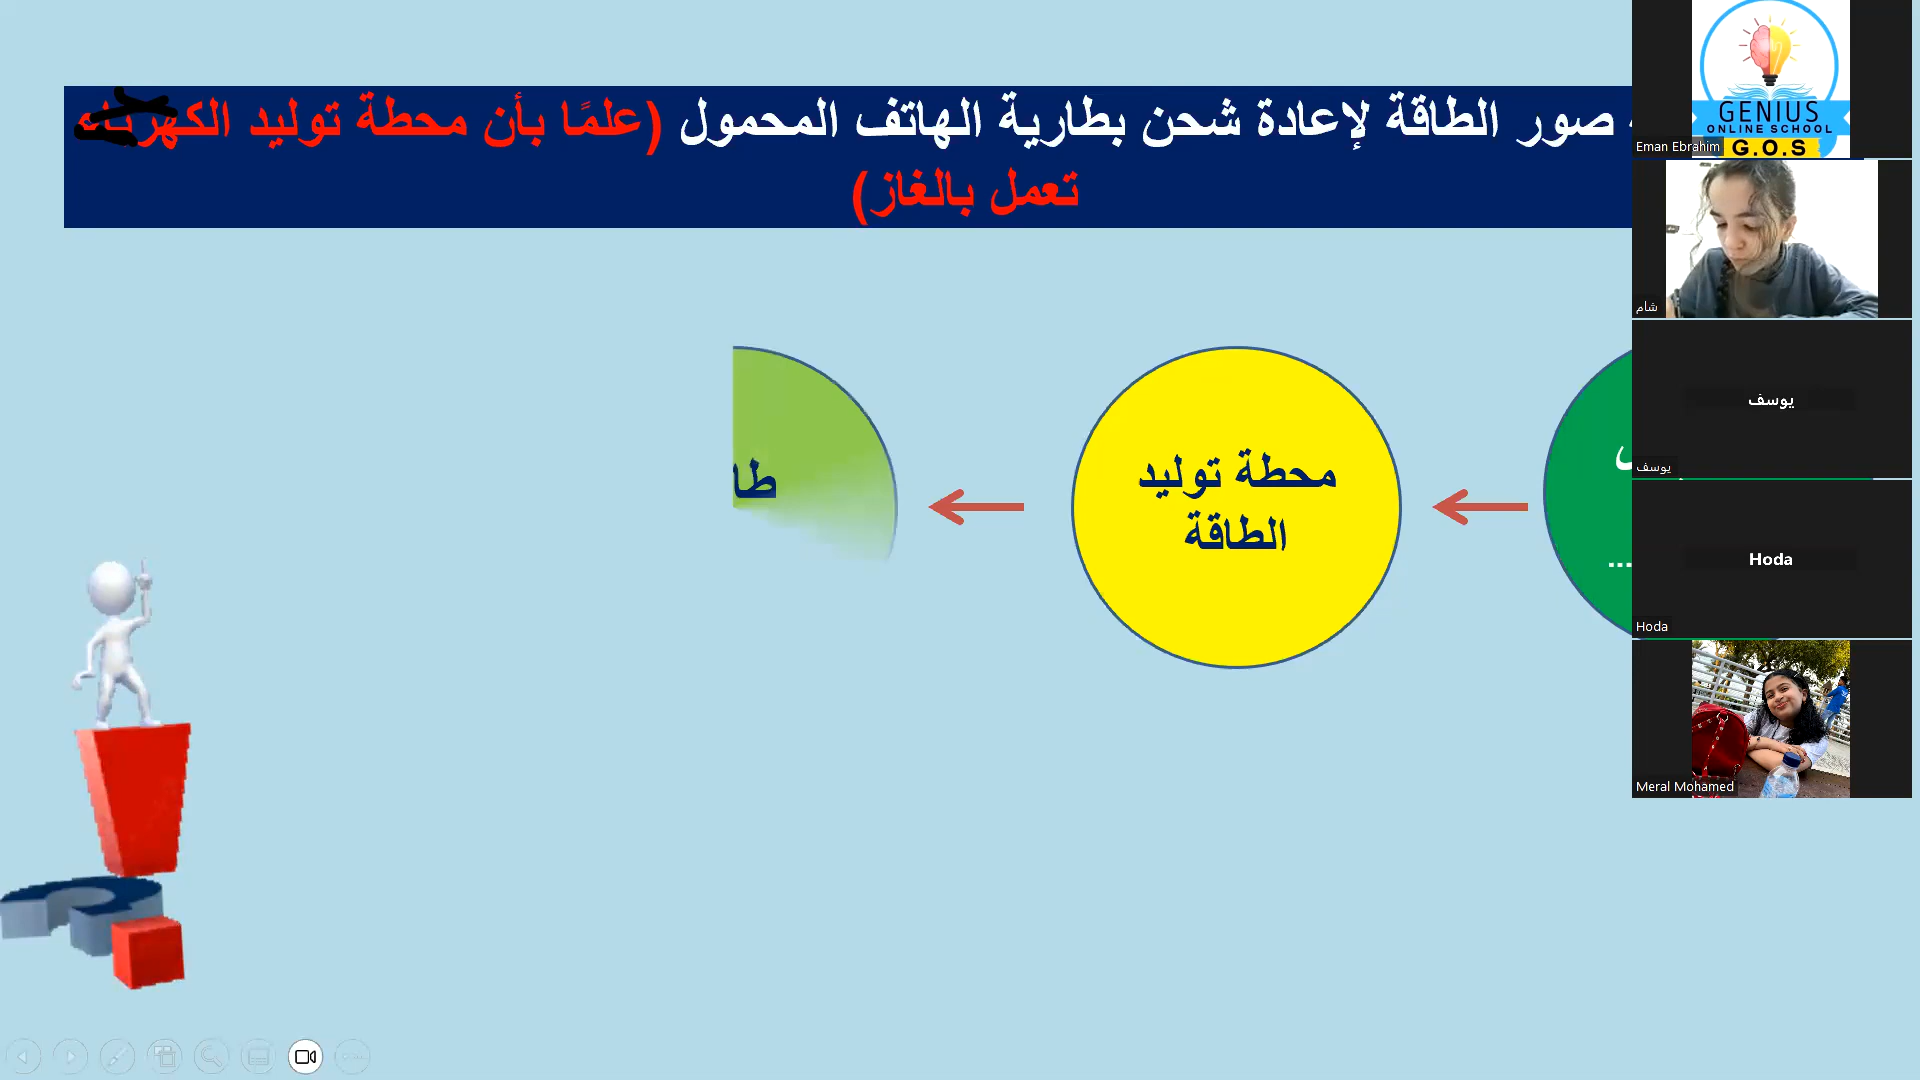 صور الطاقة لإعادة شحن بطارية الهاتف المحمول (علمًا بأن محطة توليد
تعمل بالغاز)
محطة توليد
الطاقة
طا
...
GENIUS
ONLINE SCHOOL
G.O.S
Eman Ebrahim
شام
يوسف
يوسف
Hoda
Hoda
Meral Mohamed